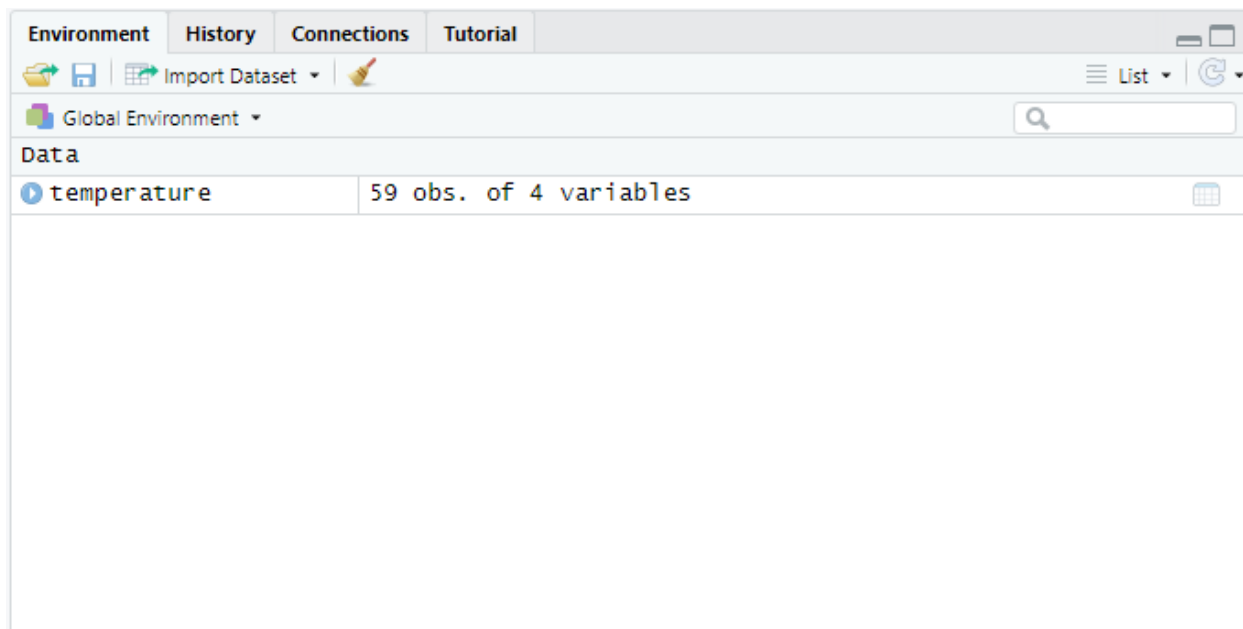 Environment History Connections Tutorial
Import Dataset List
Global Environment
Data
temperature 59 obs. of 4 variables